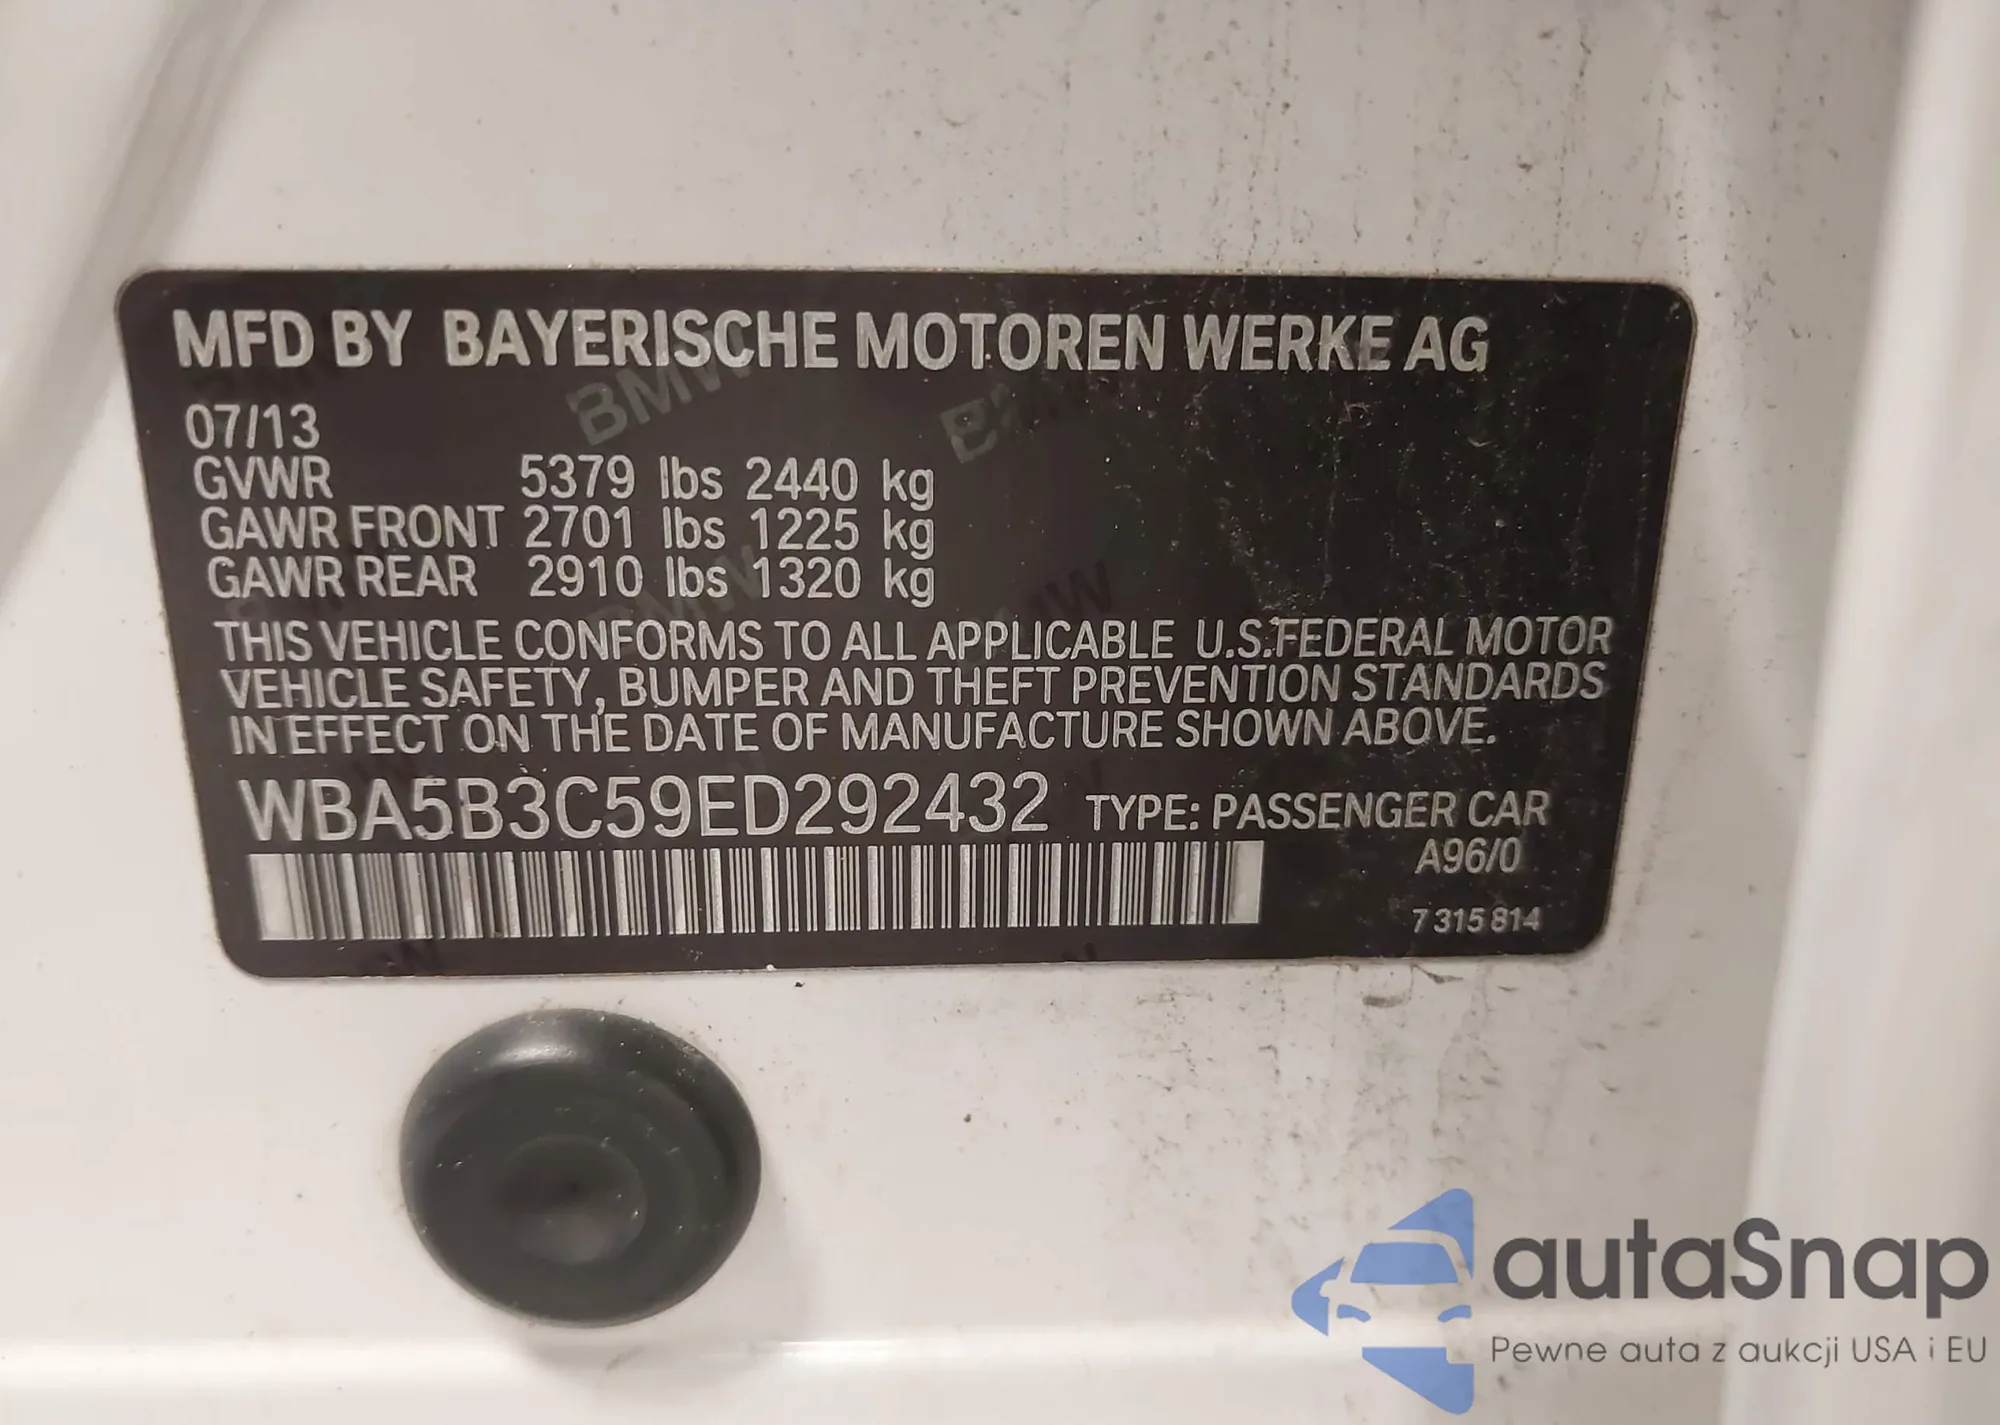 MFD BY BAYERISCHE MOTOREN WERKE AG
07/13
GVWR 5379 lbs 2440 kg
GAWR FRONT 2701 lbs 1225 kg
GAWR REAR 2910 lbs 1320 kg
THIS VEHICLE CONFORMS TO ALL APPLICABLE U.S. FEDERAL MOTOR
VEHICLE SAFETY, BUMPER AND THEFT PREVENTION STANDARDS
IN EFFECT ON THE DATE OF MANUFACTURE SHOWN ABOVE.
WBA5B3C59ED292432 TYPE: PASSENGER CAR
A96/0
7 315 814
autaSnap
Pewne auta z aukcji USA i EU